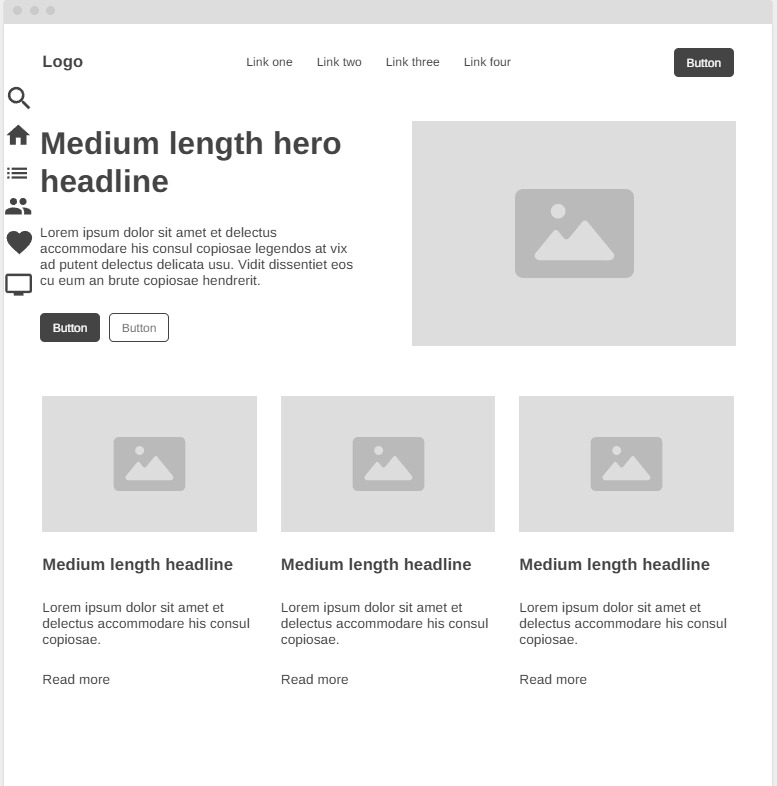 Logo
Link one Link two Link three Link four
Button
Medium length hero
headline
Lorem ipsum dolor sit amet et delectus
accommodare his consul copiosae legendos at vix
ad putent delectus delicata usu. Vidit dissentiet eos
cu eum an brute copiosae hendrerit.
Button
Button
Medium length headline
Lorem ipsum dolor sit amet et
delectus accommodare his consul
copiosae.
Read more
Medium length headline
Lorem ipsum dolor sit amet et
delectus accommodare his consul
copiosae.
Read more
Medium length headline
Lorem ipsum dolor sit amet et
delectus accommodare his consul
copiosae.
Read more